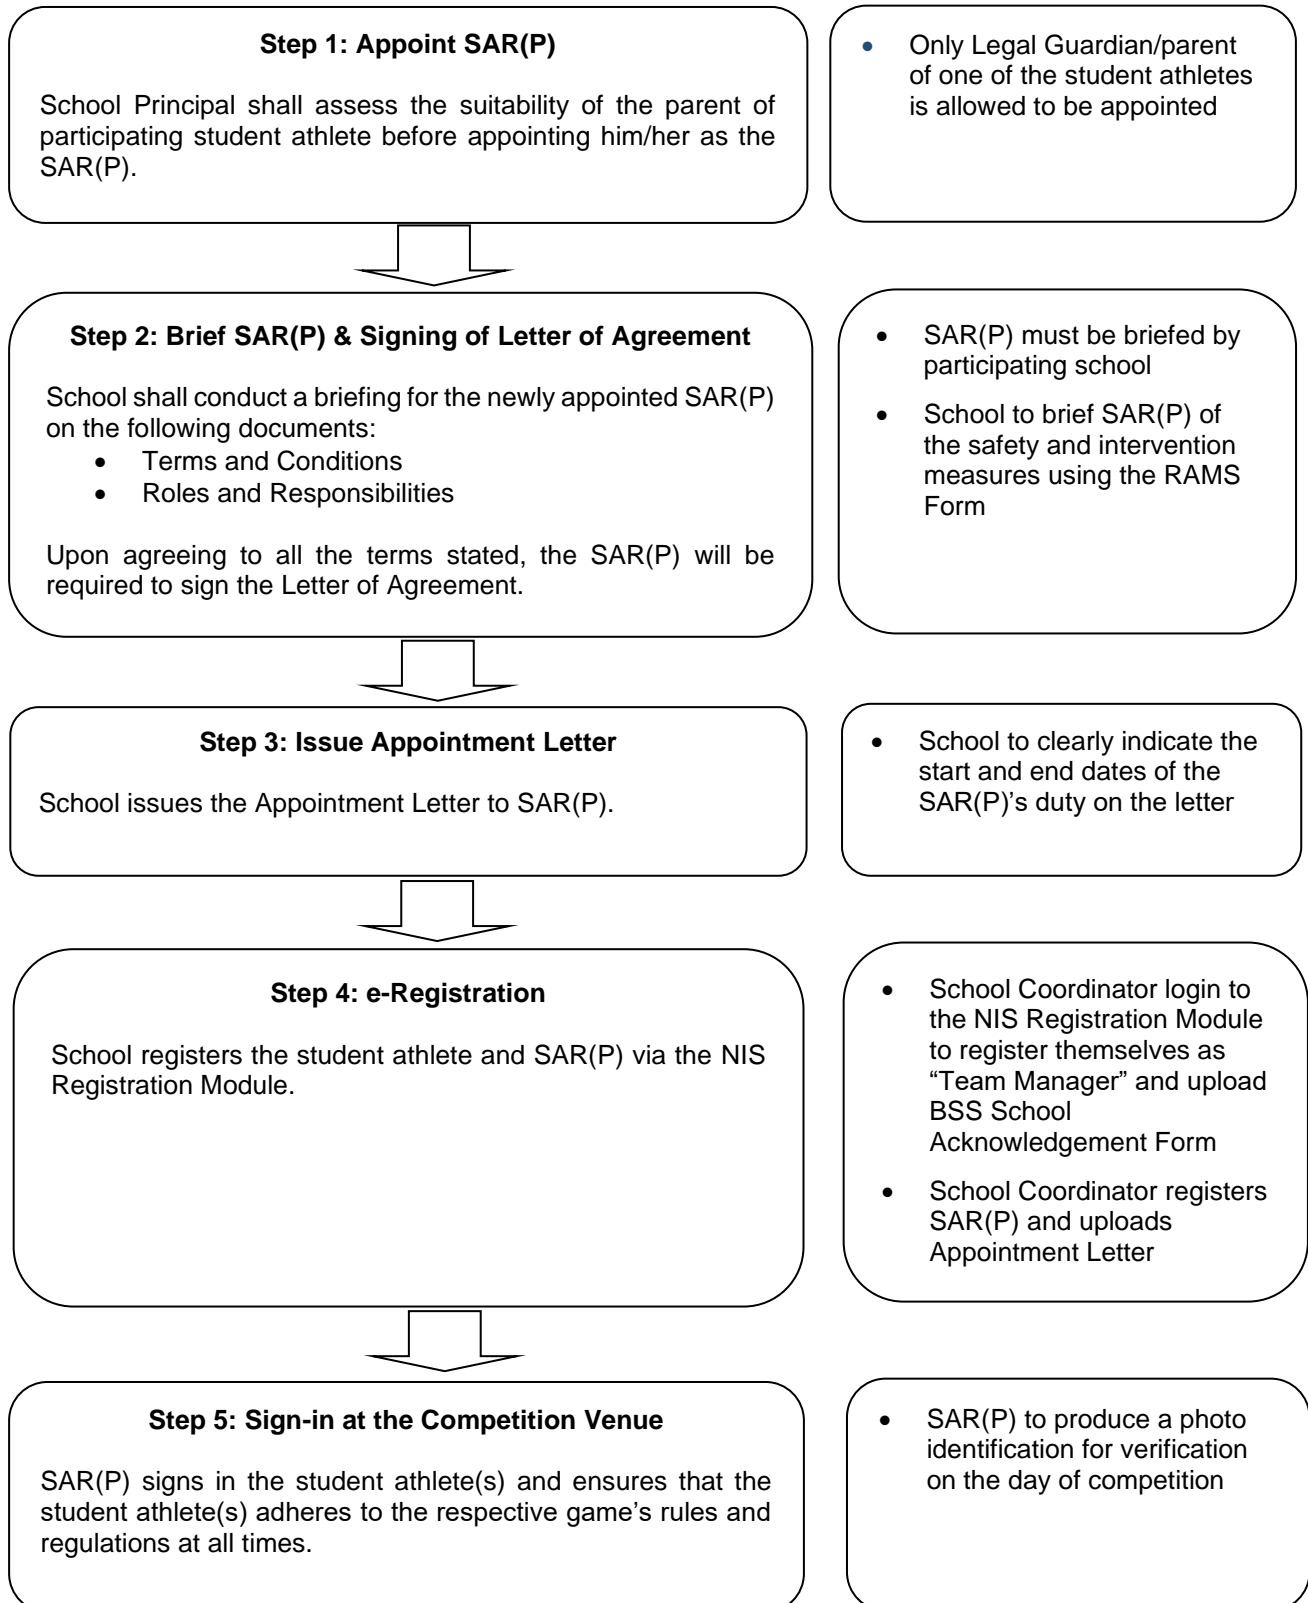 Step 1: Appoint SAR(P)
School Principal shall assess the suitability of the parent of
participating student athlete before appointing him/her as the
SAR(P).
• Only Legal Guardian/parent
of one of the student athletes
is allowed to be appointed
Step 2: Brief SAR(P) & Signing of Letter of Agreement
School shall conduct a briefing for the newly appointed SAR(P)
on the following documents:
• Terms and Conditions
• Roles and Responsibilities
Upon agreeing to all the terms stated, the SAR(P) will be
required to sign the Letter of Agreement.
• SAR(P) must be briefed by
participating school
• School to brief SAR(P) of
the safety and intervention
measures using the RAMS
Form
Step 3: Issue Appointment Letter
School issues the Appointment Letter to SAR(P).
• School to clearly indicate the
start and end dates of the
SAR(P)’s duty on the letter
Step 4: e-Registration
School registers the student athlete and SAR(P) via the NIS
Registration Module.
• School Coordinator login to
the NIS Registration Module
to register themselves as
“Team Manager” and upload
BSS School
Acknowledgement Form
• School Coordinator registers
SAR(P) and uploads
Appointment Letter
Step 5: Sign-in at the Competition Venue
SAR(P) signs in the student athlete(s) and ensures that the
student athlete(s) adheres to the respective game’s rules and
regulations at all times.
• SAR(P) to produce a photo
identification for verification
on the day of competition